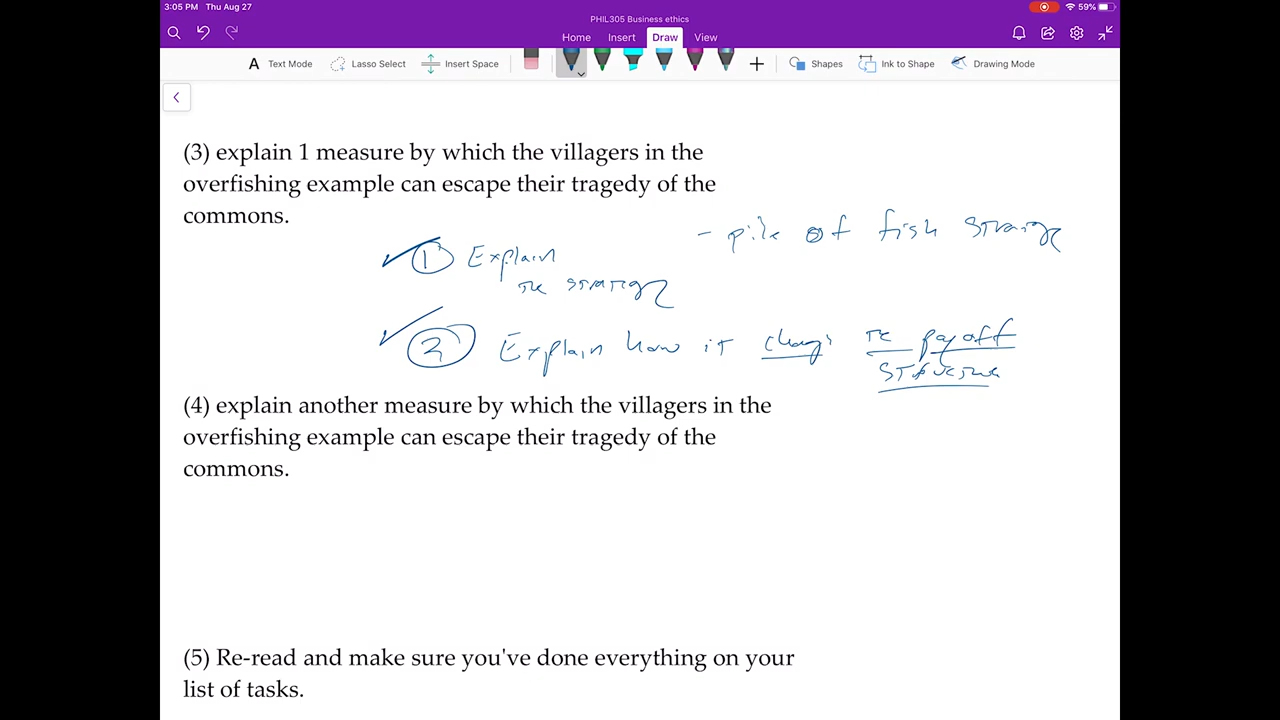 3:05 PM Thu Aug 27
59%
PHIL305 Business ethics
Home Insert Draw View
A Text Mode Lasso Select Insert Space Shapes Ink to Shape Drawing Mode
(3) explain 1 measure by which the villagers in the
overfishing example can escape their tragedy of the
commons.
- pile of fish strategy
1 Explain
the strategy
2 Explain how it changes the payoff
structure
(4) explain another measure by which the villagers in the
overfishing example can escape their tragedy of the
commons.
(5) Re-read and make sure you've done everything on your
list of tasks.